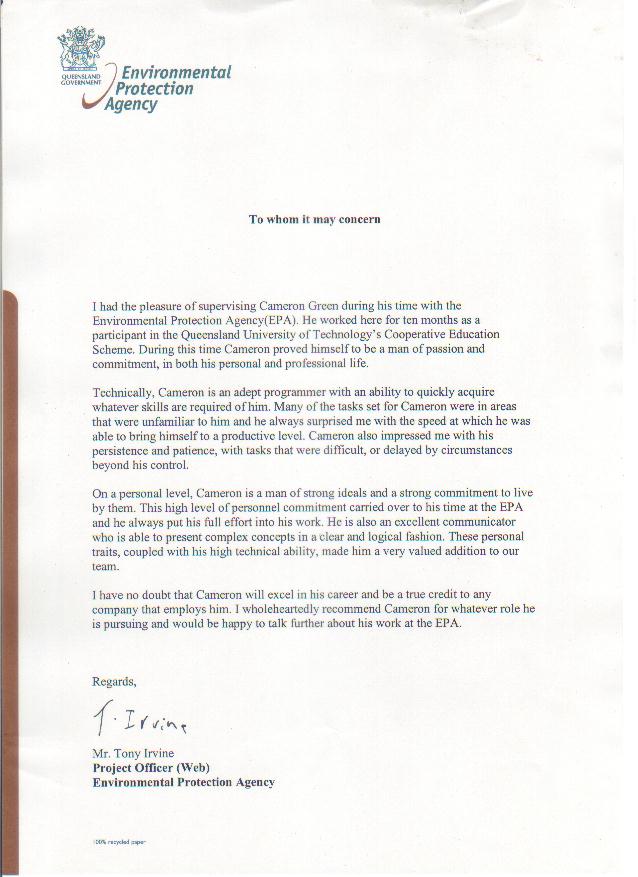 QUEENSLAND
GOVERNMENT
Environmental
Protection
Agency
To whom it may concern
I had the pleasure of supervising Cameron Green during his time with the
Environmental Protection Agency(EPA). He worked here for ten months as a
participant in the Queensland University of Technology's Cooperative Education
Scheme. During this time Cameron proved himself to be a man of passion and
commitment, in both his personal and professional life.
Technically, Cameron is an adept programmer with an ability to quickly acquire
whatever skills are required of him. Many of the tasks set for Cameron were in areas
that were unfamiliar to him and he always surprised me with the speed at which he was
able to bring himself to a productive level. Cameron also impressed me with his
persistence and patience, with tasks that were difficult, or delayed by circumstances
beyond his control.
On a personal level, Cameron is a man of strong ideals and a strong commitment to live
by them. This high level of personnel commitment carried over to his time at the EPA
and he always put his full effort into his work. He is also an excellent communicator
who is able to present complex concepts in a clear and logical fashion. These personal
traits, coupled with his high technical ability, made him a very valued addition to our
team.
I have no doubt that Cameron will excel in his career and be a true credit to any
company that employs him. I wholeheartedly recommend Cameron for whatever role he
is pursuing and would be happy to talk further about his work at the EPA.
Regards,
T. Irvine
Mr. Tony Irvine
Project Officer (Web)
Environmental Protection Agency
100% recycled paper